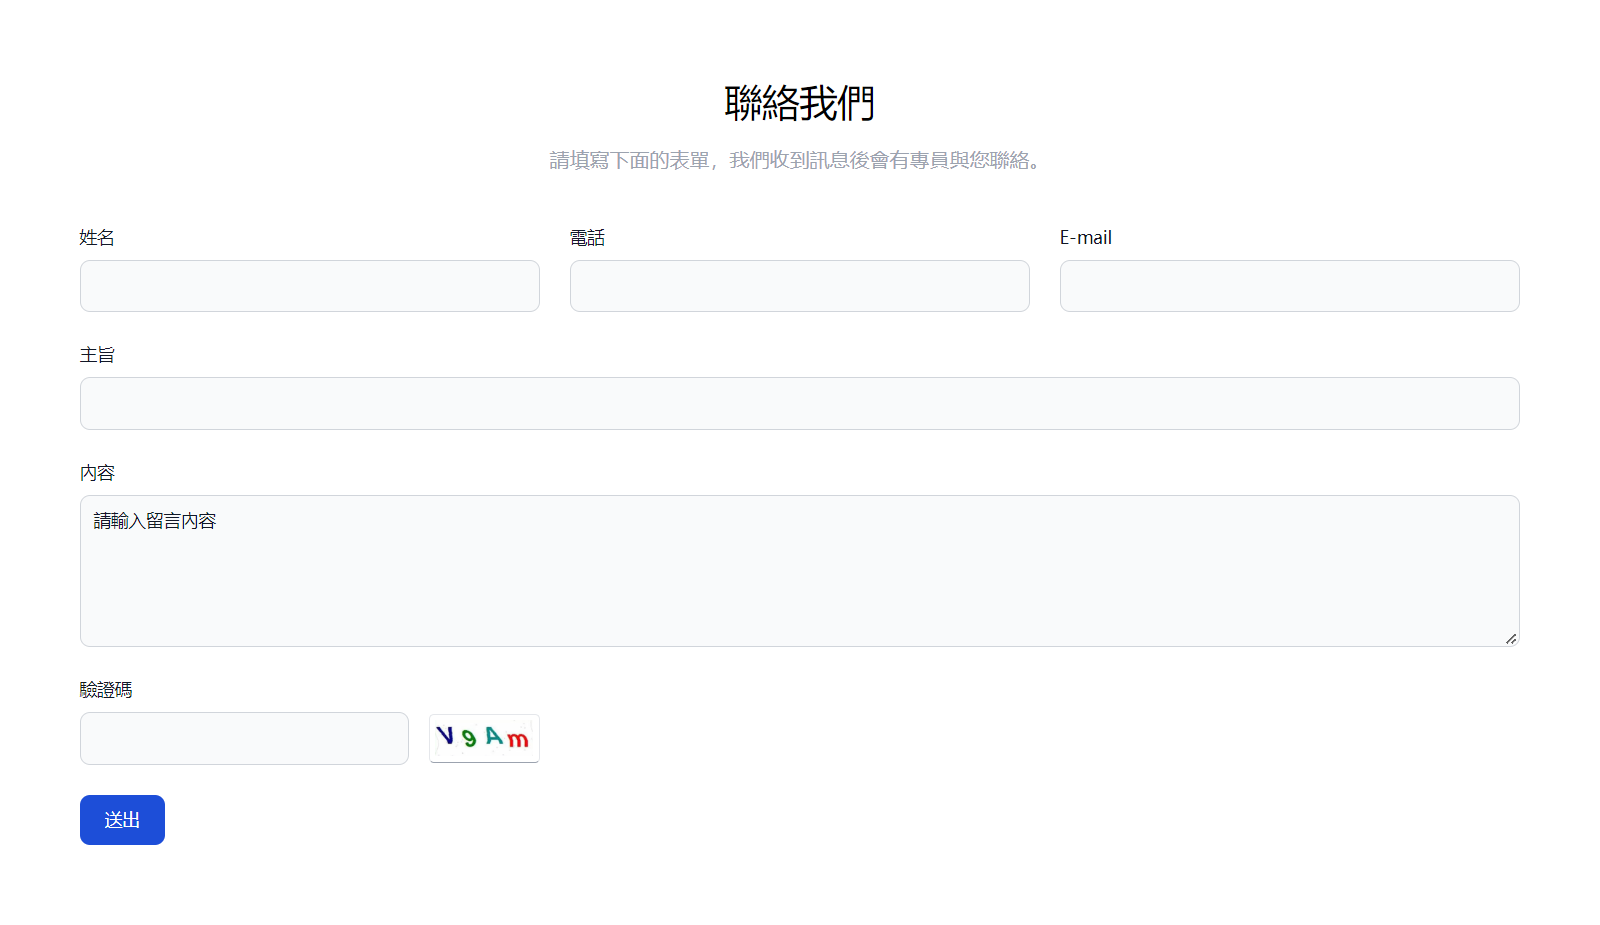 聯絡我們
請填寫下面的表單，我們收到訊息後會有專員與您聯絡。
姓名
電話
E-mail
主旨
內容
請輸入留言內容
驗證碼
V9Am
送出